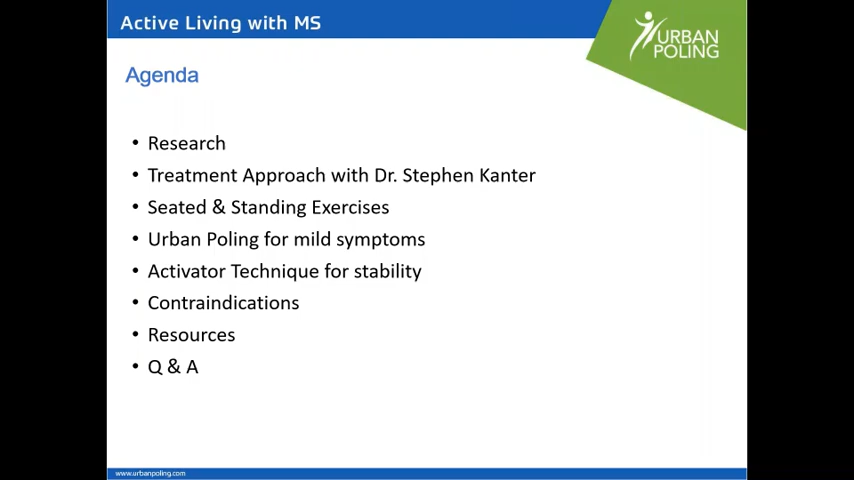 Active Living with MS
URBAN
POLING
Agenda
• Research
• Treatment Approach with Dr. Stephen Kanter
• Seated & Standing Exercises
• Urban Poling for mild symptoms
• Activator Technique for stability
• Contraindications
• Resources
• Q & A
www.urbanpoling.com